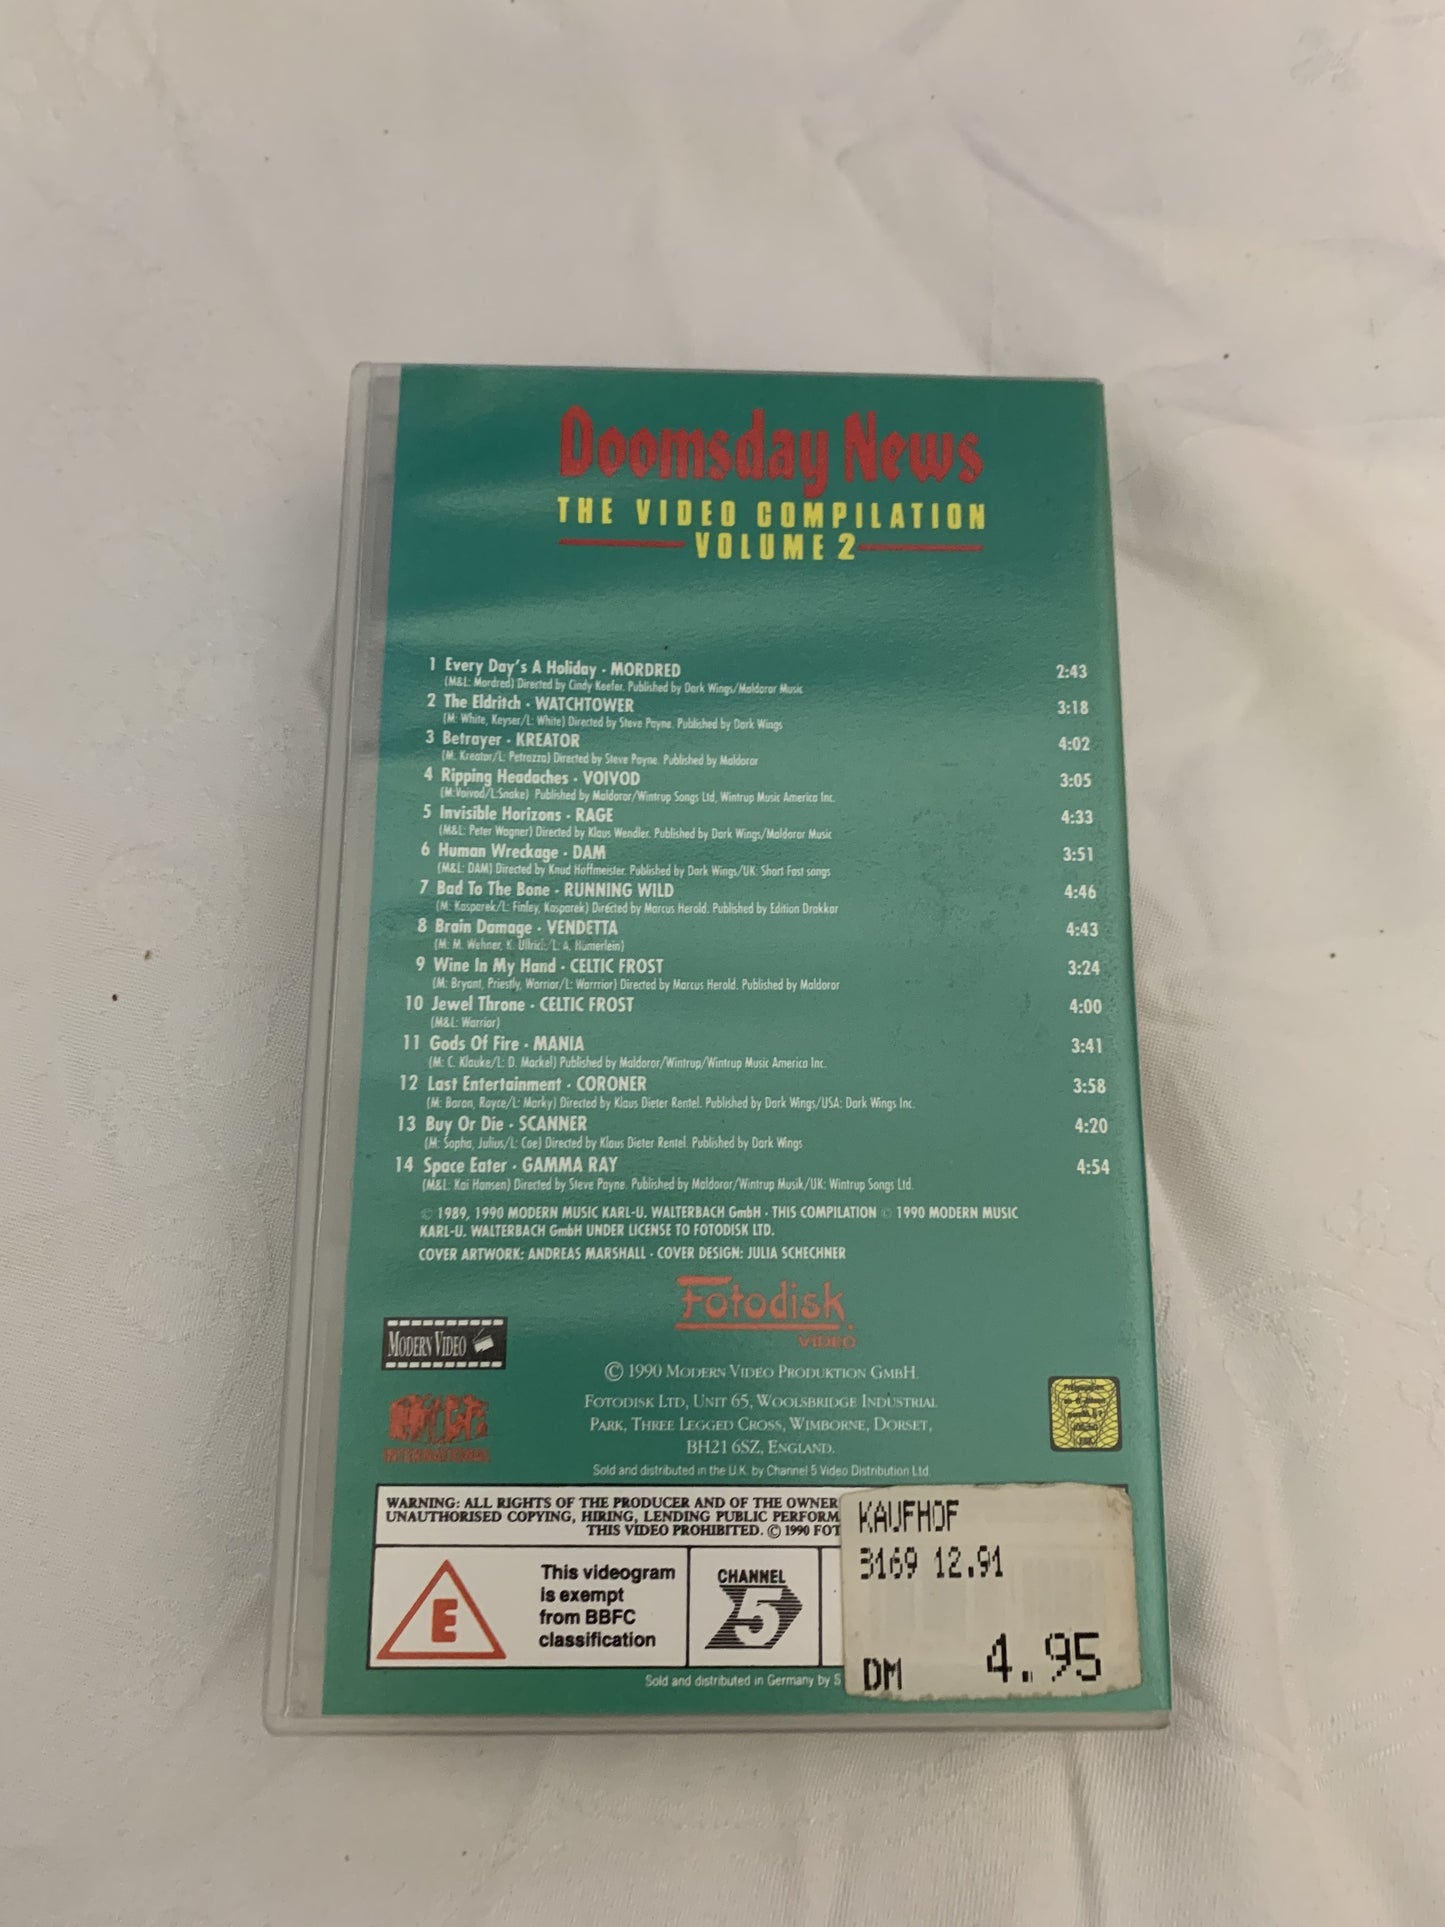 Doomsday News
THE VIDEO COMPILATION
VOLUME 2
1 Every Day's A Holiday - MORDRED 2:43
(M&L: Mordred) Directed by Cindy Keefer. Published by Dark Wings/Maldoror Music
2 The Eldritch - WATCHTOWER 3:18
(M: White, Keyser/L: White) Directed by Steve Payne. Published by Dark Wings
3 Betrayer - KREATOR 4:02
(M: Kreator/L: Petrozza) Directed by Steve Payne. Published by Maldoror
4 Ripping Headaches - VOIVOD 3:05
(M:Voivod/L:Snake) Published by Maldoror/Wintrup Songs Ltd, Wintrup Music America Inc.
5 Invisible Horizons - RAGE 4:33
(M&L: Peter Wagner) Directed by Klaus Wendler. Published by Dark Wings/Maldoror Music
6 Human Wreckage - DAM 3:51
(M&L: DAM) Directed by Knud Hoffmeister. Published by Dark Wings/UK: Short Fast songs
7 Bad To The Bone - RUNNING WILD 4:46
(M: Kasparek/L: Finley, Kasparek) Directed by Marcus Herold. Published by Edition Drakkar
8 Brain Damage - VENDETTA 4:43
(M: M. Wehner, K. Ullrich/L: A. Hümerlein)
9 Wine In My Hand - CELTIC FROST 3:24
(M: Bryant, Priestly, Warrior/L: Warrrior) Directed by Marcus Herold. Published by Maldoror
10 Jewel Throne - CELTIC FROST 4:00
(M&L: Warrior)
11 Gods Of Fire - MANIA 3:41
(M: C. Klauke/L: D. Markel) Published by Maldoror/Wintrup/Wintrup Music America Inc.
12 Last Entertainment - CORONER 3:58
(M: Baron, Royce/L: Marky) Directed by Klaus Dieter Rentel. Published by Dark Wings/USA: Dark Wings Inc.
13 Buy Or Die - SCANNER 4:20
(M: Sopha, Julius/L: Coe) Directed by Klaus Dieter Rentel. Published by Dark Wings
14 Space Eater - GAMMA RAY 4:54
(M&L: Kai Hansen) Directed by Steve Payne. Published by Maldoror/Wintrup Musik/UK: Wintrup Songs Ltd.
© 1989, 1990 MODERN MUSIC KARL-U. WALTERBACH GmbH - THIS COMPILATION © 1990 MODERN MUSIC
KARL-U. WALTERBACH GmbH UNDER LICENSE TO FOTODISK LTD.
COVER ARTWORK: ANDREAS MARSHALL - COVER DESIGN: JULIA SCHECHNER
Fotodisk
VIDEO
MODERN VIDEO
© 1990 MODERN VIDEO PRODUKTION GMBH.
NOISE
INTERNATIONAL
FOTODISK LTD, UNIT 65, WOOLSBRIDGE INDUSTRIAL
PARK, THREE LEGGED CROSS, WIMBORNE, DORSET,
BH21 6SZ, ENGLAND.
Sold and distributed in the U.K. by Channel 5 Video Distribution Ltd.
WARNING: ALL RIGHTS OF THE PRODUCER AND OF THE OWNER
UNAUTHORISED COPYING, HIRING, LENDING PUBLIC PERFORM
THIS VIDEO PROHIBITED. © 1990 FOT
E
This videogram
is exempt
from BBFC
classification
CHANNEL
5
Sold and distributed in Germany by S
KAUFHOF
3169 12.91
DM 4.95